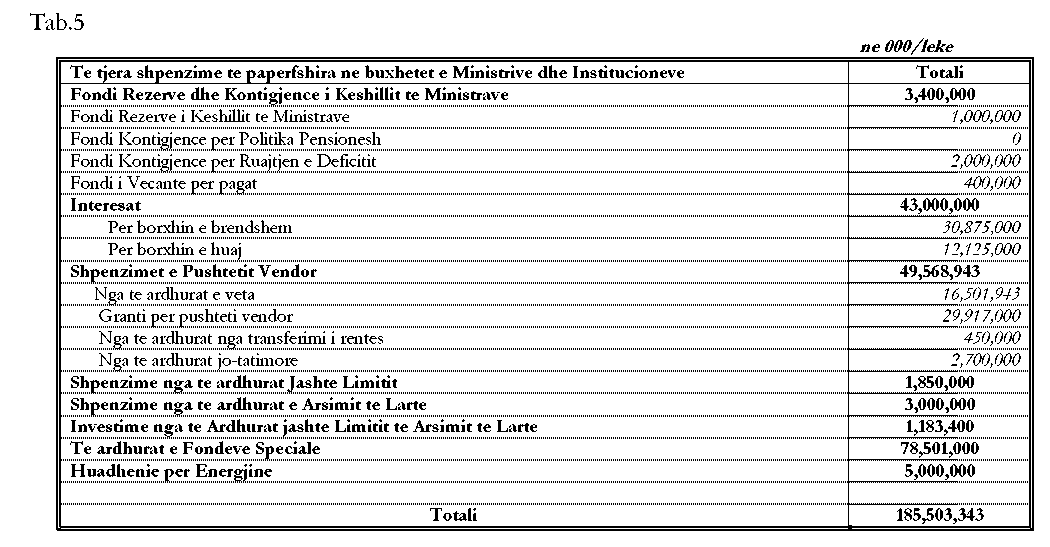 Tab.5
ne 000/leke
Te tjera shpenzime te paperfshira ne buxhetet e Ministrive dhe Institucioneve Totali
Fondi Rezerve dhe Kontigjence i Keshillit te Ministrave 3,400,000
Fondi Rezerve i Keshillit te Ministrave 1,000,000
Fondi Kontigjence per Politika Pensionesh 0
Fondi Kontigjence per Ruajtjen e Deficitit 2,000,000
Fondi i Vecante per pagat 400,000
Interesat 43,000,000
Per borxhin e brendshem 30,875,000
Per borxhin e huaj 12,125,000
Shpenzimet e Pushtetit Vendor 49,568,943
Nga te ardhurat e veta 16,501,943
Granti per pushteti vendor 29,917,000
Nga te ardhurat nga transferimi i rentes 450,000
Nga te ardhurat jo-tatimore 2,700,000
Shpenzime nga te ardhurat Jashte Limitit 1,850,000
Shpenzime nga te ardhurat e Arsimit te Larte 3,000,000
Investime nga te Ardhurat jashte Limitit te Arsimit te Larte 1,183,400
Te ardhurat e Fondeve Speciale 78,501,000
Huadhenie per Energjine 5,000,000
Totali 185,503,343